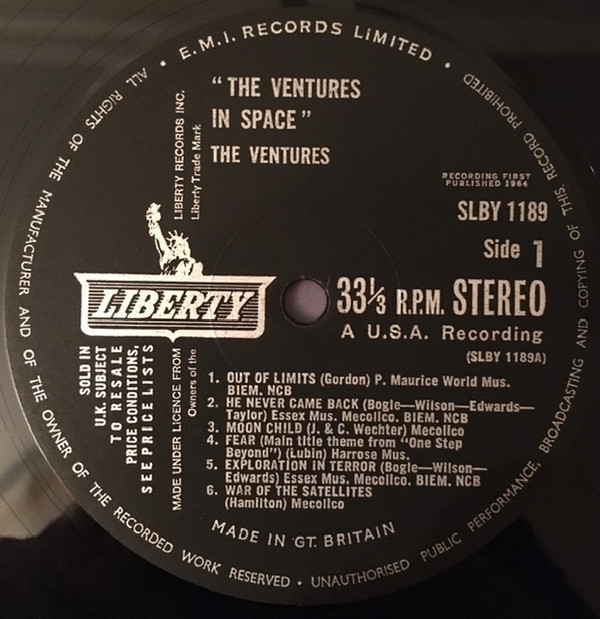 • E.M.I. RECORDS LIMITED •
ALL RIGHTS OF THE MANUFACTURER AND OF THE OWNER OF THE RECORDED WORK RESERVED • UNAUTHORISED PUBLIC PERFORMANCE, BROADCASTING AND COPYING OF THIS RECORD PROHIBITED
"THE VENTURES
IN SPACE"
THE VENTURES
LIBERTY RECORDS INC.
Liberty Trade Mark
RECORDING FIRST
PUBLISHED 1964
SLBY 1189
Side 1
LIBERTY
33⅓ R.P.M. STEREO
A U.S.A. Recording
(SLBY 1189A)
SOLD IN
U.K. SUBJECT
TO RESALE
PRICE CONDITIONS,
SEE PRICE LISTS
MADE UNDER LICENCE FROM
Owners of the
1. OUT OF LIMITS (Gordon) P. Maurice World Mus.
BIEM. NCB
2. HE NEVER CAME BACK (Bogle—Wilson—Edwards—
Taylor) Essex Mus. Mecolico. BIEM. NCB
3. MOON CHILD (J. & C. Wechter) Mecolico
4. FEAR (Main title theme from "One Step
Beyond") (Lubin) Harrose Mus.
5. EXPLORATION IN TERROR (Bogle—Wilson—
Edwards) Essex Mus. Mecolico. BIEM. NCB
6. WAR OF THE SATELLITES
(Hamilton) Mecolico
MADE IN GT. BRITAIN